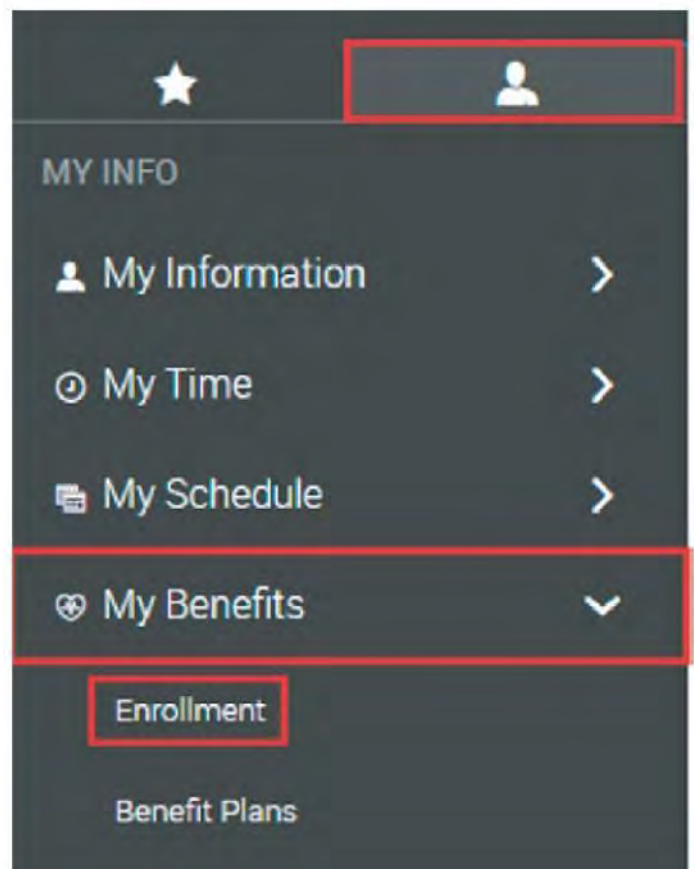 MY INFO
My Information
My Time
My Schedule
My Benefits
Enrollment
Benefit Plans